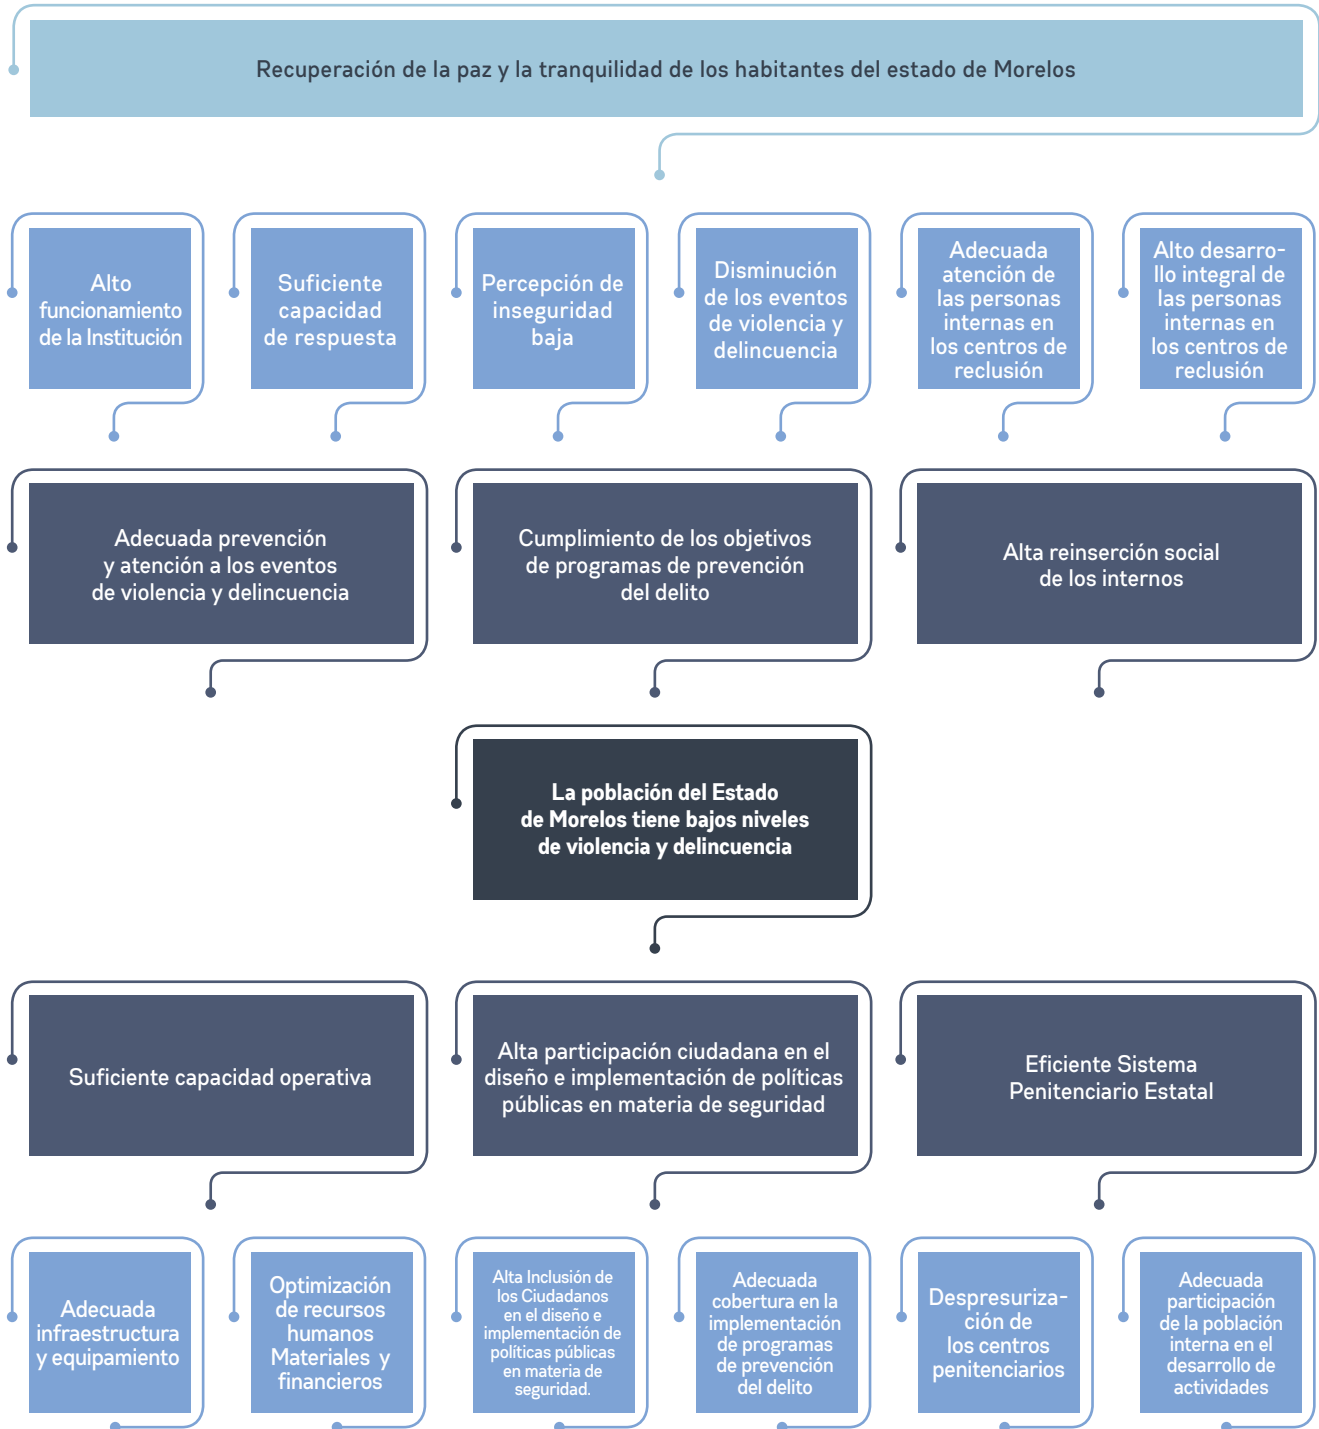 Recuperación de la paz y la tranquilidad de los habitantes del estado de Morelos
Alto
funcionamiento
de la Institución
Suficiente
capacidad
de respuesta
Percepción de
inseguridad
baja
Disminución
de los eventos
de violencia y
delincuencia
Adecuada
atención de
las personas
internas en
los centros de
reclusión
Alto desarro-
llo integral de
las personas
internas en
los centros de
reclusión
Adecuada prevención
y atención a los eventos
de violencia y delincuencia
Cumplimiento de los objetivos
de programas de prevención
del delito
Alta reinserción social
de los internos
La población del Estado
de Morelos tiene bajos niveles
de violencia y delincuencia
Suficiente capacidad operativa
Alta participación ciudadana en el
diseño e implementación de políticas
públicas en materia de seguridad
Eficiente Sistema
Penitenciario Estatal
Adecuada
infraestructura
y equipamiento
Optimización
de recursos
humanos
Materiales y
financieros
Alta Inclusión de
los Ciudadanos
en el diseño e
implementación de
políticas públicas
en materia de
seguridad.
Adecuada
cobertura en la
implementación
de programas
de prevención
del delito
Despresuriza-
ción de
los centros
penitenciarios
Adecuada
participación
de la población
interna en el
desarrollo de
actividades